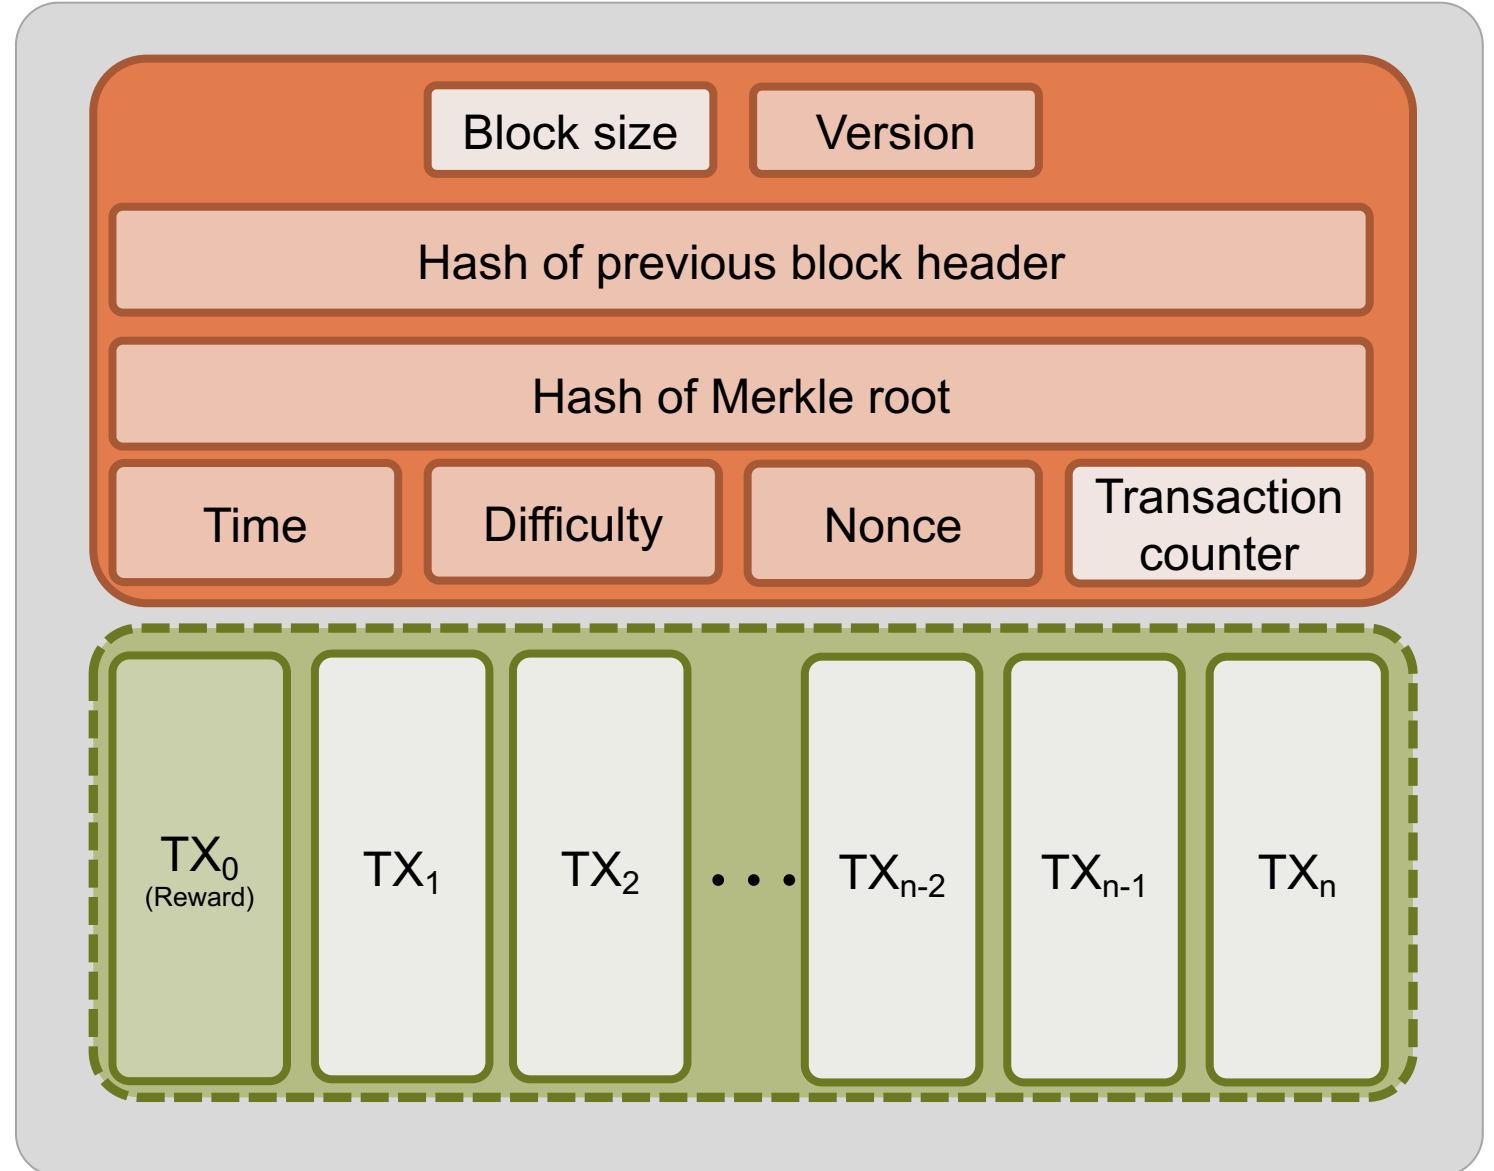 Block size
Version
Hash of previous block header
Hash of Merkle root
Time
Difficulty
Nonce
Transaction
counter
TX0
(Reward)
TX1
TX2
...
TXn-2
TXn-1
TXn